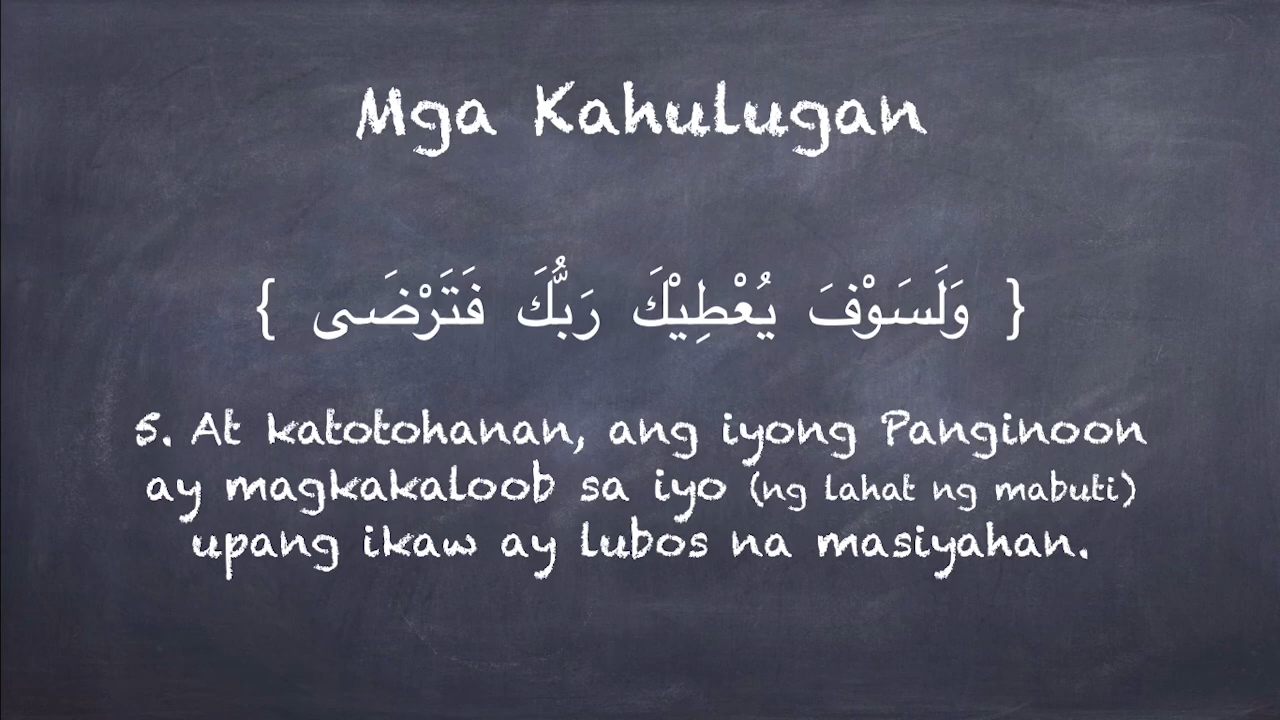 Mga Kahulugan
{ وَلَسَوْفَ يُعْطِيْكَ رَبُّكَ فَتَرْضَى }
5. At katotohanan, ang iyong Panginoon
ay magkakaloob sa iyo (ng lahat ng mabuti)
upang ikaw ay lubos na masiyahan.